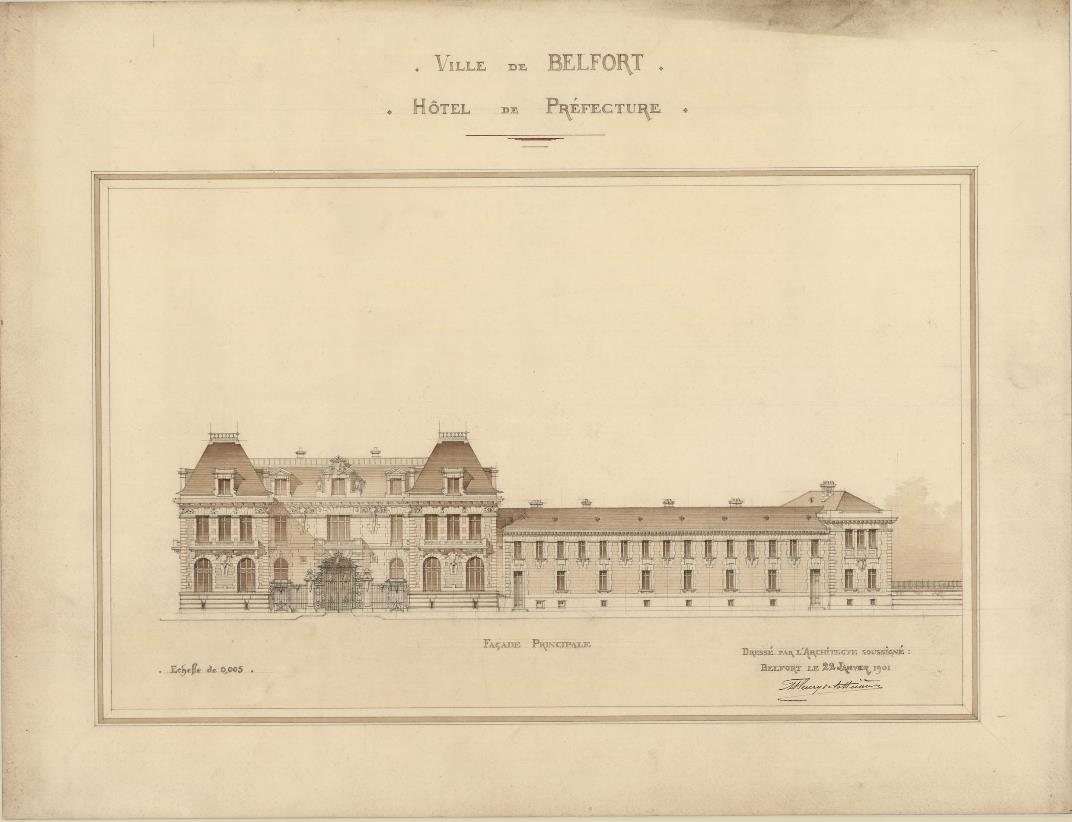 . VILLE DE BELFORT .
. HÔTEL DE PRÉFECTURE .
FAÇADE PRINCIPALE
. Echelle de 0,005 .
DRESSÉ PAR L'ARCHITECTE SOUSSIGNÉ :
BELFORT LE 22 JANVIER 1901